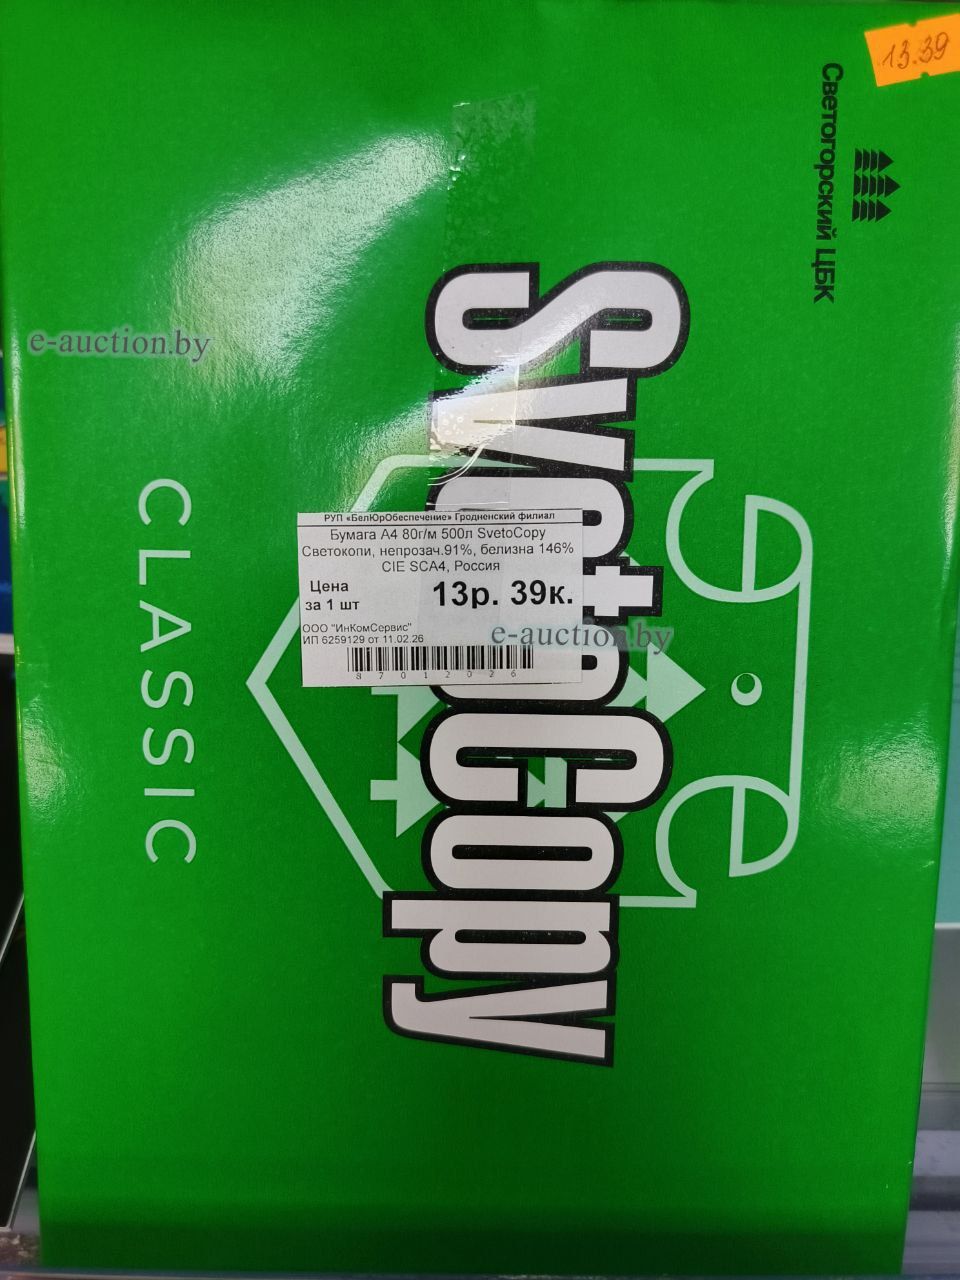 13.39
Светогорский ЦБК
e-auction.by
SvetoCopy
CLASSIC
РУП «БелЮрОбеспечение» Гродненский филиал
Бумага А4 80г/м 500л SvetoCopy
Светокопи, непрозач.91%, белизна 146%
CIE SCA4, Россия
Цена
за 1 шт
13р. 39к.
ООО "ИнКомСервис"
ИП 6259129 от 11.02.26
e-auction.by
87012026